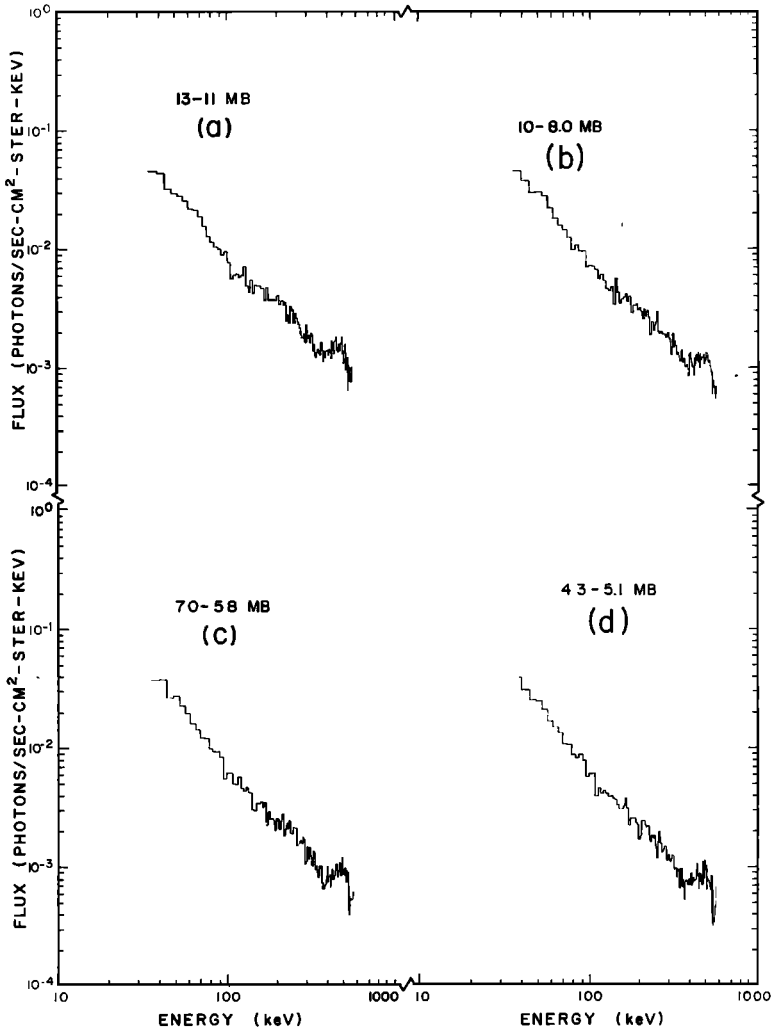 10⁰
10⁻¹
10⁻²
10⁻³
10⁻⁴
FLUX (PHOTONS/SEC-CM²-STER-KEV)
13-11 MB
(a)
10-8.0 MB
(b)
10⁰
10⁻¹
10⁻²
10⁻³
10⁻⁴
FLUX (PHOTONS/SEC-CM²-STER-KEV)
70-58 MB
(c)
43-5.1 MB
(d)
10 100 1000 10 100 1000
ENERGY (keV) ENERGY (keV)